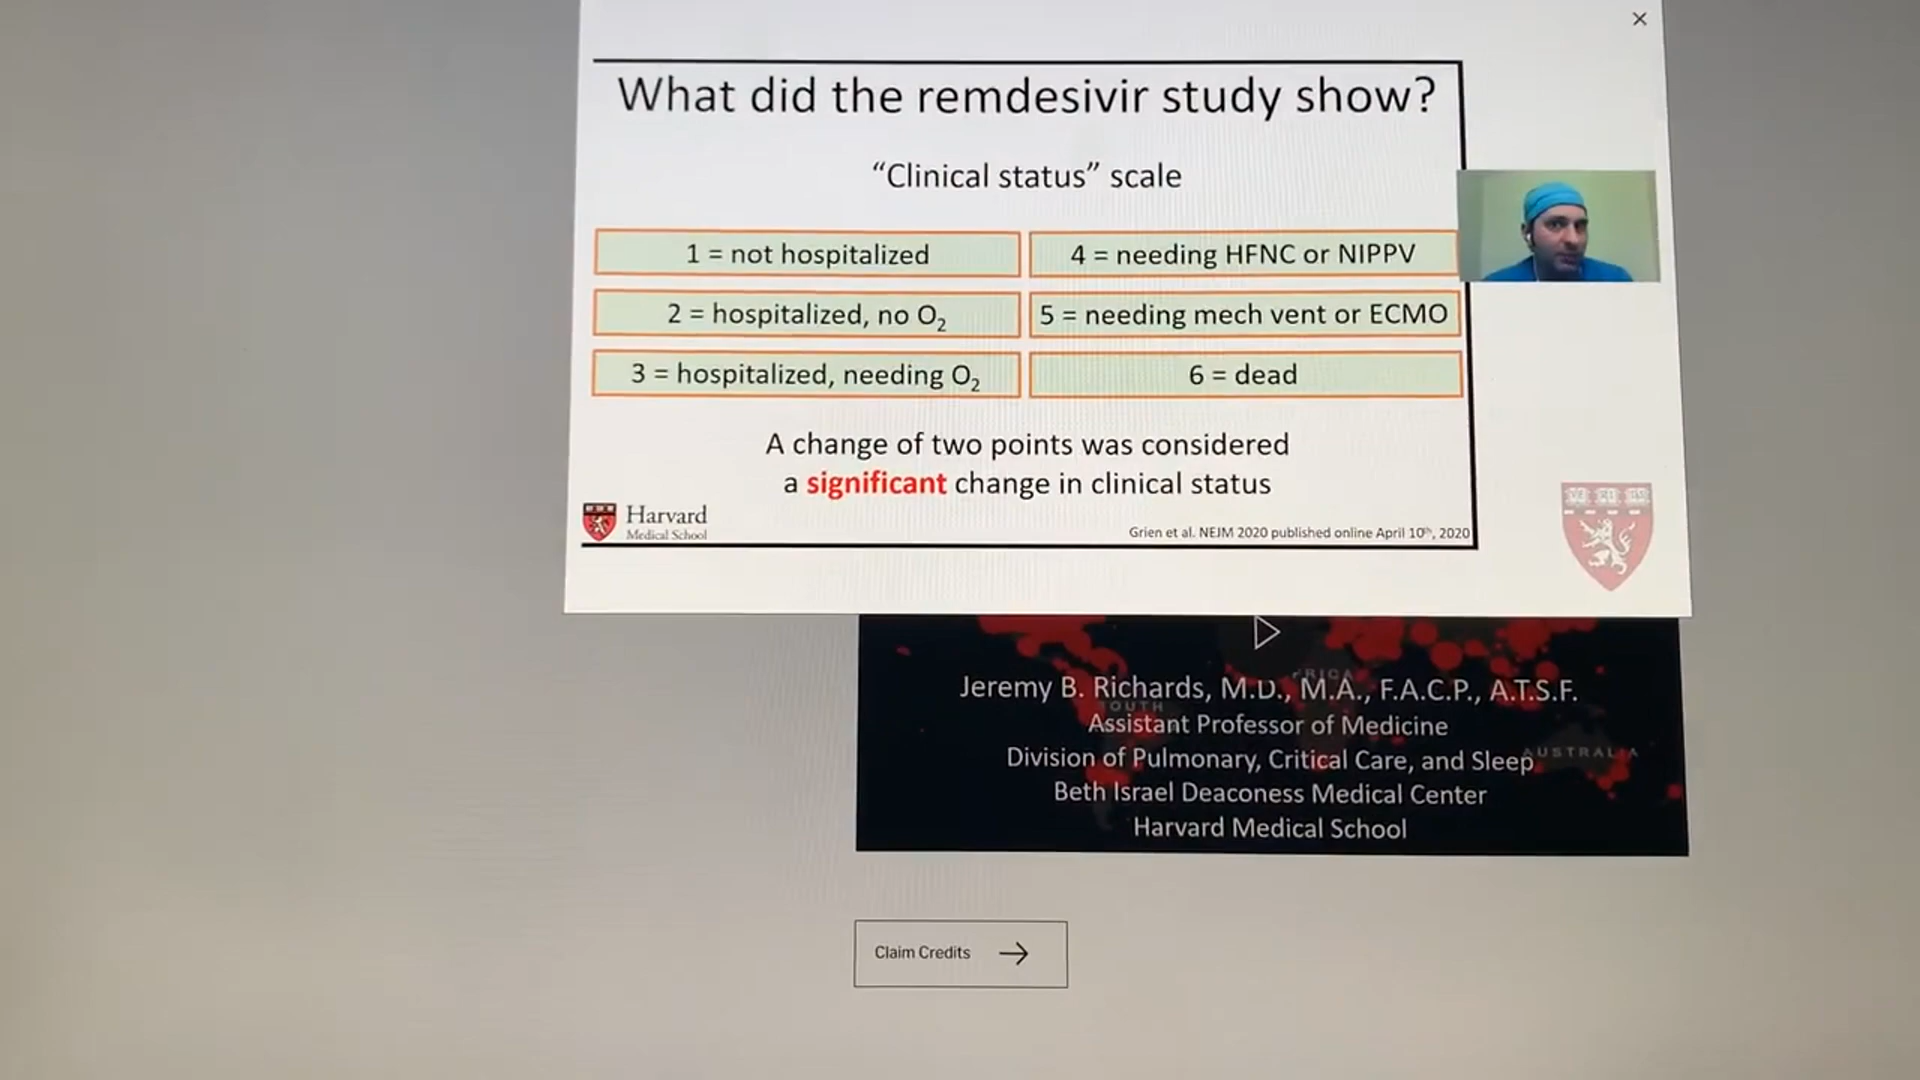 What did the remdesivir study show?
“Clinical status” scale
1 = not hospitalized
4 = needing HFNC or NIPPV
2 = hospitalized, no O₂
5 = needing mech vent or ECMO
3 = hospitalized, needing O₂
6 = dead
A change of two points was considered
a significant change in clinical status
Harvard
Medical School
Grien et al. NEJM 2020 published online April 10th, 2020
Jeremy B. Richards, M.D., M.A., F.A.C.P., A.T.S.F.
SOUTH
Assistant Professor of Medicine
Division of Pulmonary, Critical Care, and Sleep
AUSTRALIA
Beth Israel Deaconess Medical Center
Harvard Medical School
Claim Credits